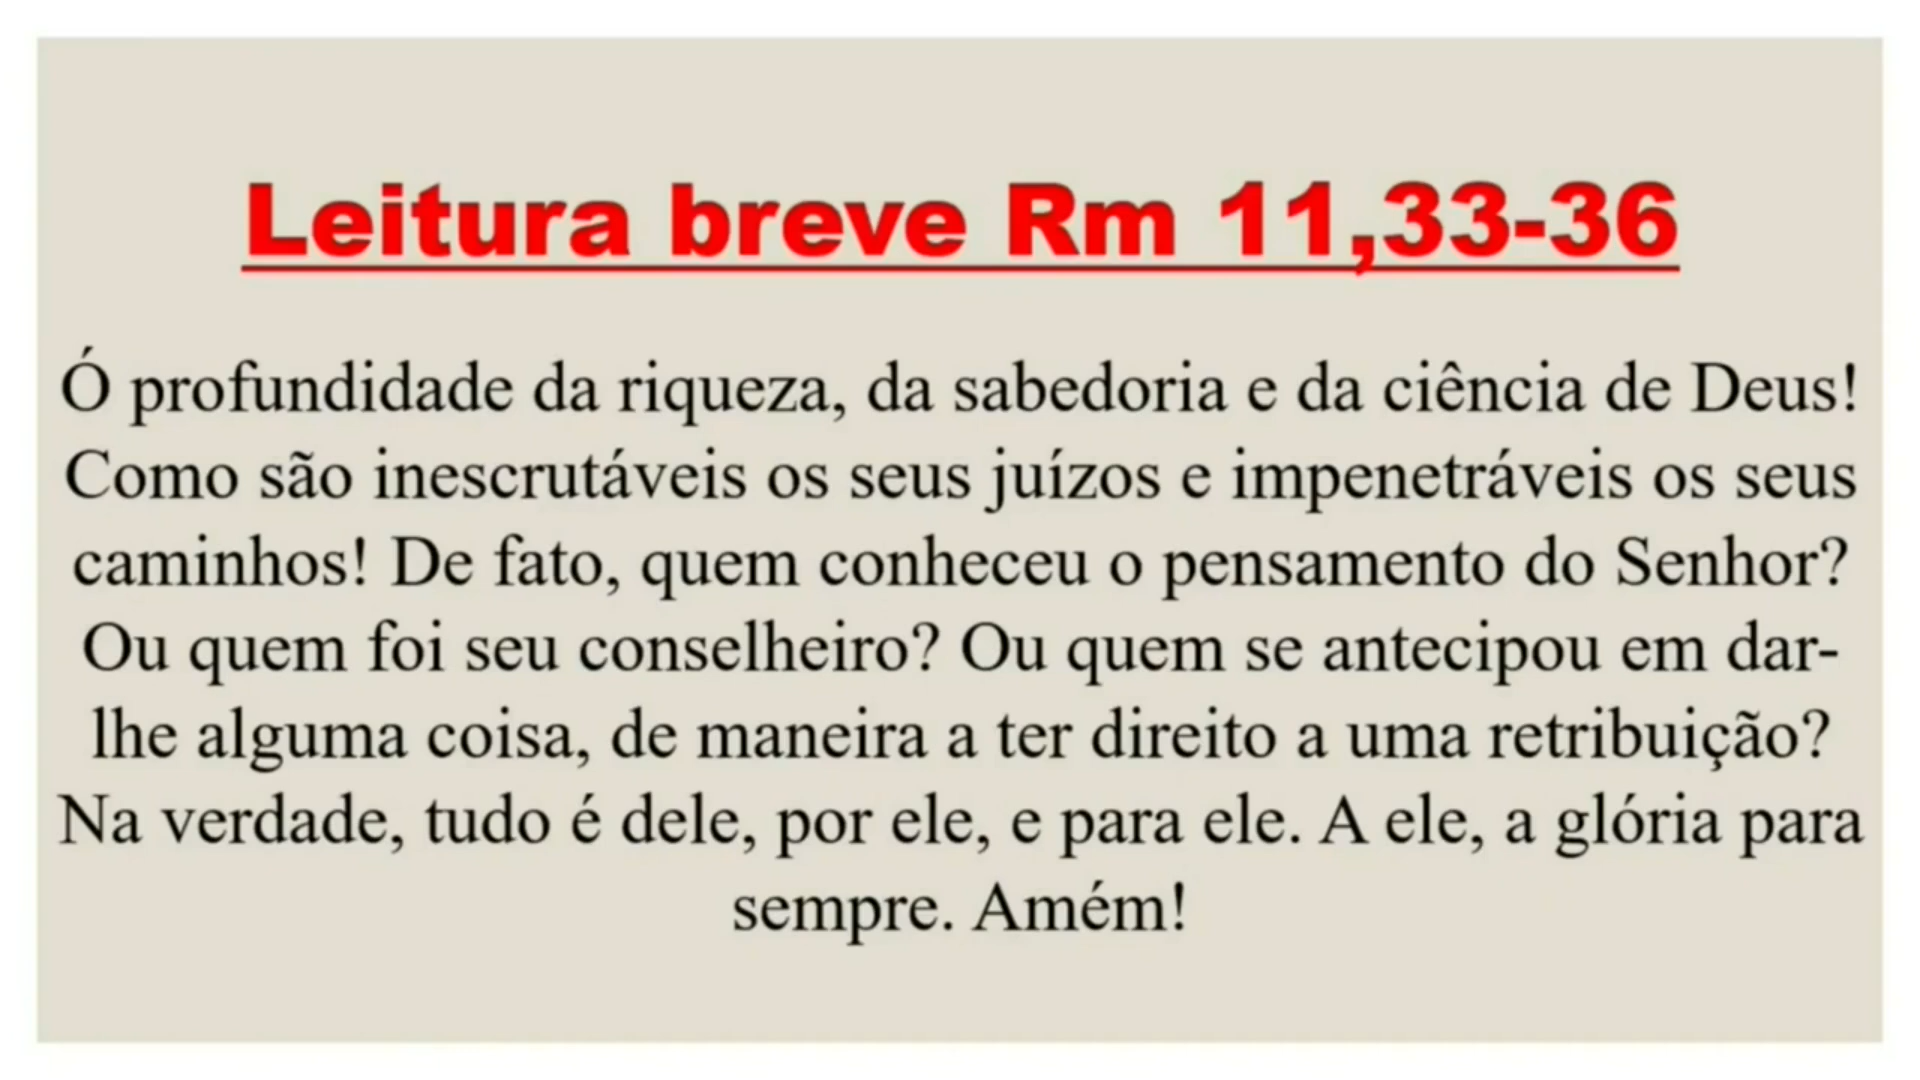 Leitura breve Rm 11,33-36
Ó profundidade da riqueza, da sabedoria e da ciência de Deus!
Como são inescrutáveis os seus juízos e impenetráveis os seus
caminhos! De fato, quem conheceu o pensamento do Senhor?
Ou quem foi seu conselheiro? Ou quem se antecipou em dar-
lhe alguma coisa, de maneira a ter direito a uma retribuição?
Na verdade, tudo é dele, por ele, e para ele. A ele, a glória para
sempre. Amém!